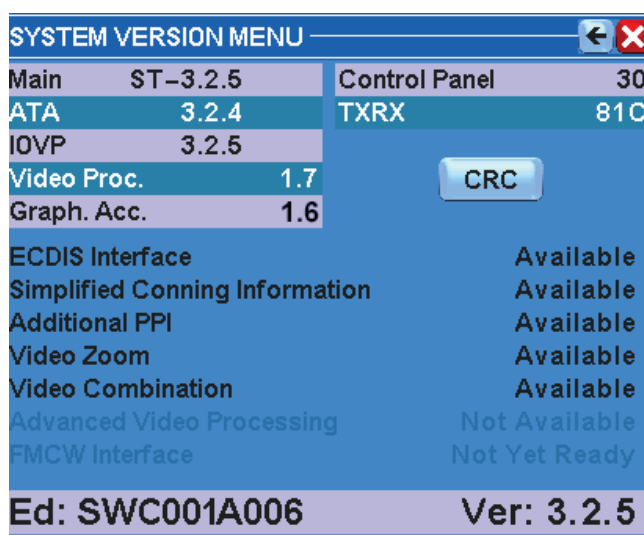 SYSTEM VERSION MENU
Main ST-3.2.5 Control Panel 30
ATA 3.2.4 TXRX 81C
IOVP 3.2.5
Video Proc. 1.7
CRC
Graph. Acc. 1.6
ECDIS Interface Available
Simplified Conning Information Available
Additional PPI Available
Video Zoom Available
Video Combination Available
Advanced Video Processing Not Available
FMCW Interface Not Yet Ready
Ed: SWC001A006 Ver: 3.2.5